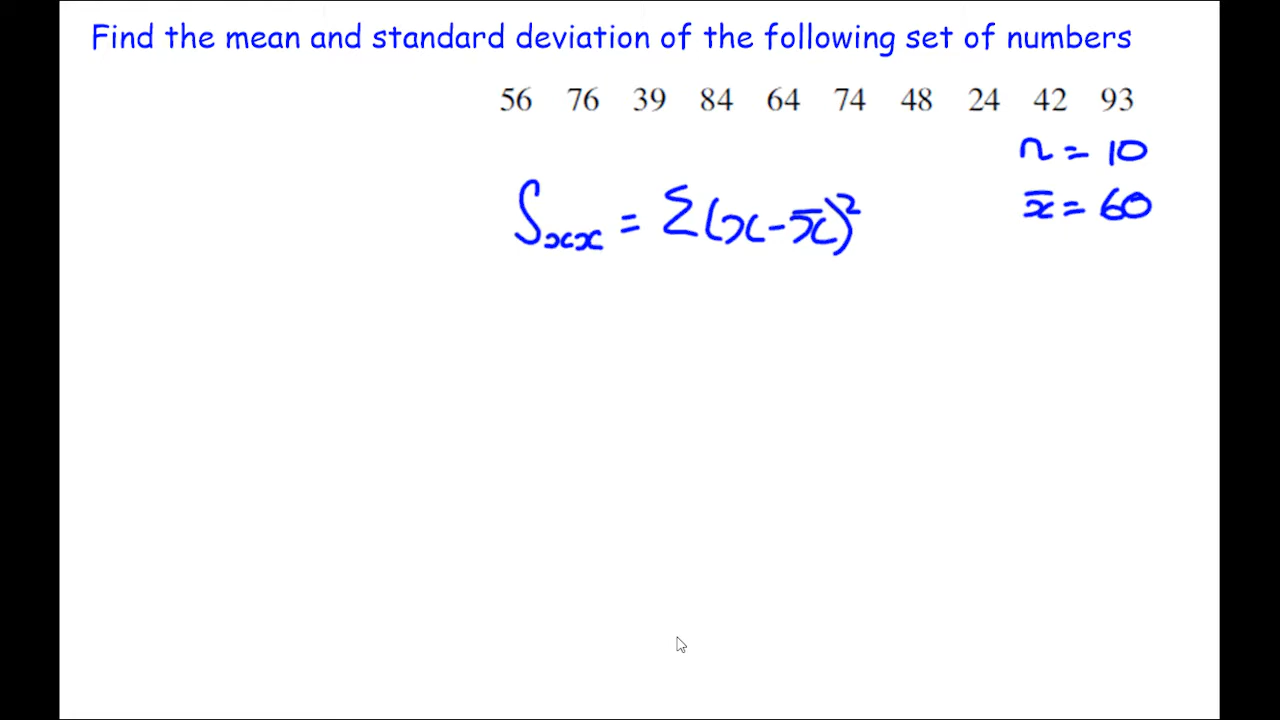 Find the mean and standard deviation of the following set of numbers
56 76 39 84 64 74 48 24 42 93
n = 10
Sxx = Σ(x - x̄)²
x̄ = 60